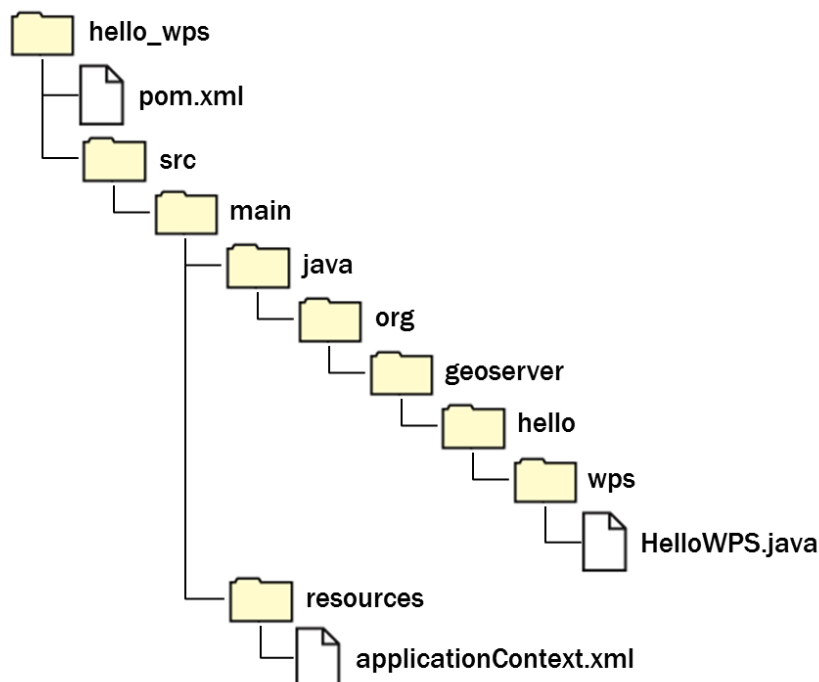 hello_wps
pom.xml
src
main
java
org
geoserver
hello
wps
HelloWPS.java
resources
applicationContext.xml